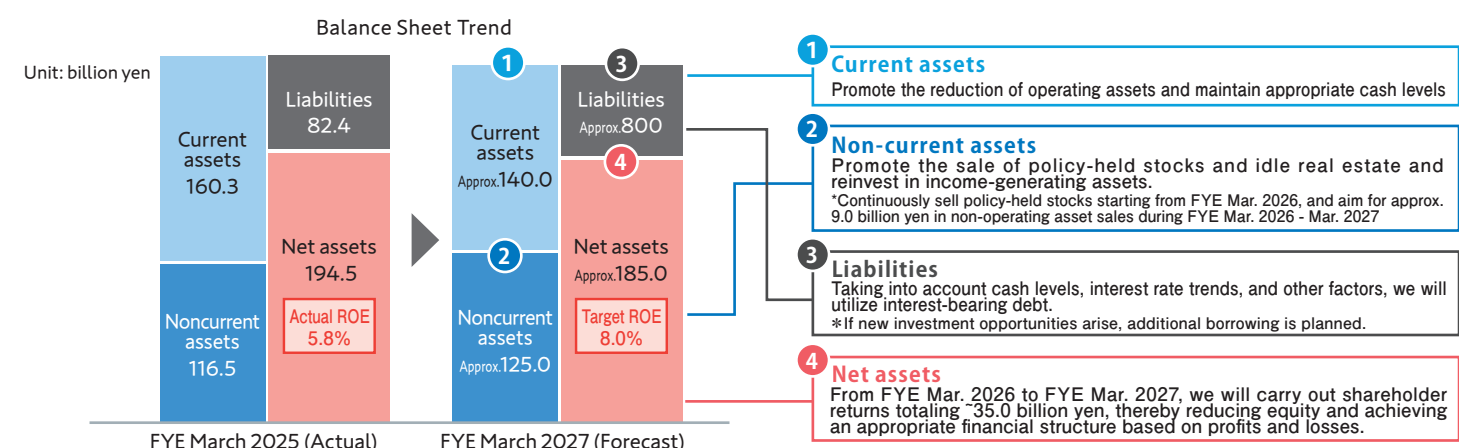 Balance Sheet Trend
Unit: billion yen
Current
assets
160.3
Noncurrent
assets
116.5
Liabilities
82.4
Net assets
194.5
Actual ROE
5.8%
FYE March 2025 (Actual)
1
Current
assets
Approx.140.0
2
Noncurrent
assets
Approx.125.0
3
Liabilities
Approx.800
4
Net assets
Approx.185.0
Target ROE
8.0%
FYE March 2027 (Forecast)
1
Current assets
Promote the reduction of operating assets and maintain appropriate cash levels
2
Non-current assets
Promote the sale of policy-held stocks and idle real estate and
reinvest in income-generating assets.
*Continuously sell policy-held stocks starting from FYE Mar. 2026, and aim for approx.
9.0 billion yen in non-operating asset sales during FYE Mar. 2026 - Mar. 2027
3
Liabilities
Taking into account cash levels, interest rate trends, and other factors, we will
utilize interest-bearing debt.
*If new investment opportunities arise, additional borrowing is planned.
4
Net assets
From FYE Mar. 2026 to FYE Mar. 2027, we will carry out shareholder
returns totaling ~35.0 billion yen, thereby reducing equity and achieving
an appropriate financial structure based on profits and losses.